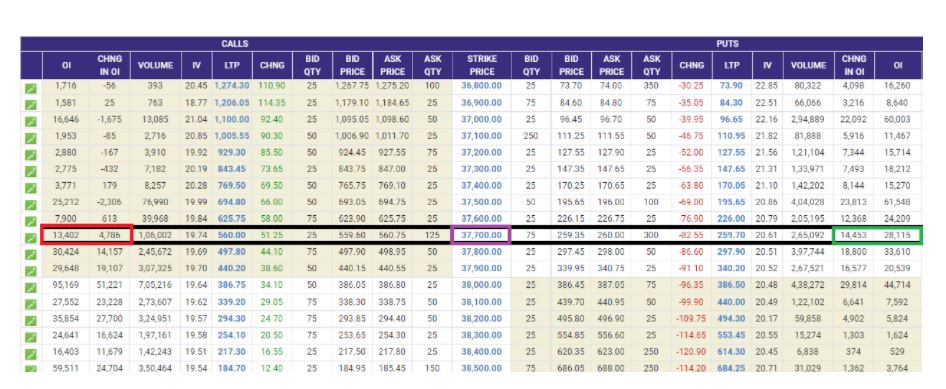 CALLS PUTS
OI CHNG IN OI VOLUME IV LTP CHNG BID QTY BID PRICE ASK PRICE ASK QTY STRIKE PRICE BID QTY BID PRICE ASK PRICE ASK QTY CHNG LTP IV VOLUME CHNG IN OI OI
1,716 -56 393 20.45 1,274.30 110.90 25 1,267.75 1,275.20 100 36,800.00 25 73.70 74.00 350 -30.25 73.90 22.85 80,322 4,098 16,260
1,581 25 763 18.77 1,206.05 114.35 25 1,179.10 1,184.65 25 36,900.00 75 84.60 84.80 75 -35.05 84.30 22.51 66,066 3,216 8,640
16,646 -1,675 13,085 21.04 1,100.00 92.40 25 1,095.05 1,098.60 50 37,000.00 25 96.45 96.70 50 -39.95 96.65 22.16 2,94,889 22,092 60,003
1,953 -85 2,716 20.85 1,005.55 90.30 50 1,006.90 1,011.70 25 37,100.00 250 111.25 111.55 50 -46.75 110.95 21.82 81,888 5,916 11,467
2,880 -167 3,910 19.92 929.30 85.50 50 924.45 927.55 75 37,200.00 25 127.55 127.90 25 -52.00 127.55 21.56 1,21,104 7,344 15,714
2,775 -432 7,182 20.19 843.45 73.65 25 843.75 847.00 25 37,300.00 25 147.35 147.65 25 -56.35 147.65 21.31 1,33,971 7,493 18,212
3,771 179 8,257 20.28 769.50 69.50 50 765.75 769.10 25 37,400.00 25 170.25 170.65 25 -63.80 170.05 21.10 1,42,202 8,144 15,270
25,212 -2,306 76,990 19.99 694.80 66.00 50 693.05 694.75 25 37,500.00 50 195.65 196.00 100 -69.00 195.65 20.86 4,04,028 23,813 61,548
7,900 613 39,968 19.84 625.75 58.00 75 623.90 625.75 25 37,600.00 25 226.15 226.75 25 -76.90 226.00 20.79 2,05,195 12,368 24,209
13,402 4,786 1,06,002 19.74 560.00 51.25 25 559.60 560.75 125 37,700.00 75 259.35 260.00 300 -82.55 259.70 20.61 2,65,092 14,453 28,115
30,424 14,157 2,45,672 19.69 497.80 44.10 75 497.90 498.95 50 37,800.00 25 297.45 298.00 50 -86.60 297.90 20.51 3,97,744 18,800 33,610
29,648 19,107 3,07,325 19.70 440.20 38.60 50 440.15 440.55 25 37,900.00 25 339.95 340.75 25 -91.10 340.20 20.52 2,67,521 16,577 20,539
95,169 51,221 7,05,216 19.64 386.75 34.10 50 386.05 386.80 25 38,000.00 25 386.45 387.05 75 -96.35 386.50 20.48 4,38,272 29,814 44,714
27,552 23,228 2,73,607 19.62 339.20 29.05 75 338.30 338.75 50 38,100.00 25 439.70 440.95 50 -99.90 440.00 20.49 1,22,102 6,641 7,592
35,854 27,700 3,24,951 19.57 294.30 24.70 75 293.85 294.40 50 38,200.00 25 495.80 496.90 25 -109.75 494.30 20.17 59,858 4,902 5,824
24,641 16,624 1,97,161 19.58 254.10 20.50 75 253.65 254.30 25 38,300.00 25 554.85 556.60 25 -114.65 553.45 20.55 15,274 1,303 1,624
16,403 11,679 1,42,243 19.51 217.30 16.55 25 217.50 217.80 25 38,400.00 25 620.35 623.00 250 -120.90 614.30 20.45 6,838 374 529
59,511 24,704 3,50,464 19.54 184.70 12.40 25 184.95 185.45 150 38,500.00 75 686.05 688.00 250 -114.20 684.25 20.71 31,029 1,362 3,764